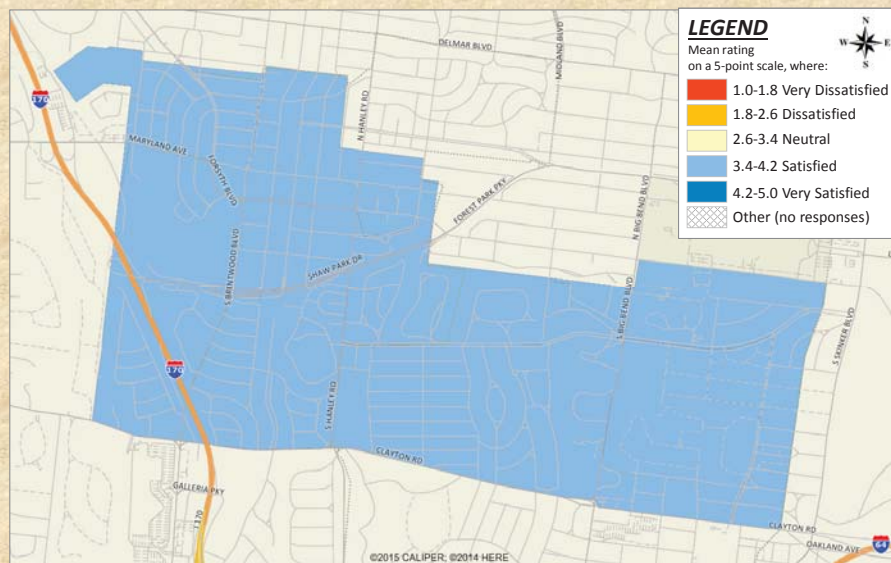 LEGEND
Mean rating
on a 5-point scale, where:
1.0-1.8 Very Dissatisfied
1.8-2.6 Dissatisfied
2.6-3.4 Neutral
3.4-4.2 Satisfied
4.2-5.0 Very Satisfied
Other (no responses)
N
W E
S
DELMAR BLVD
MIDLAND BLVD
170
N HANLEY RD
MARYLAND AVE
FORSYTH BLVD
FOREST PARK PKY
N BIG BEND BLVD
SHAW PARK DR
S BRENTWOOD BLVD
S BIG BEND BLVD
S SKINKER BLVD
170
S HANLEY RD
CLAYTON RD
GALLERIA PKY
I 170
CLAYTON RD
OAKLAND AVE
64
©2015 CALIPER; ©2014 HERE